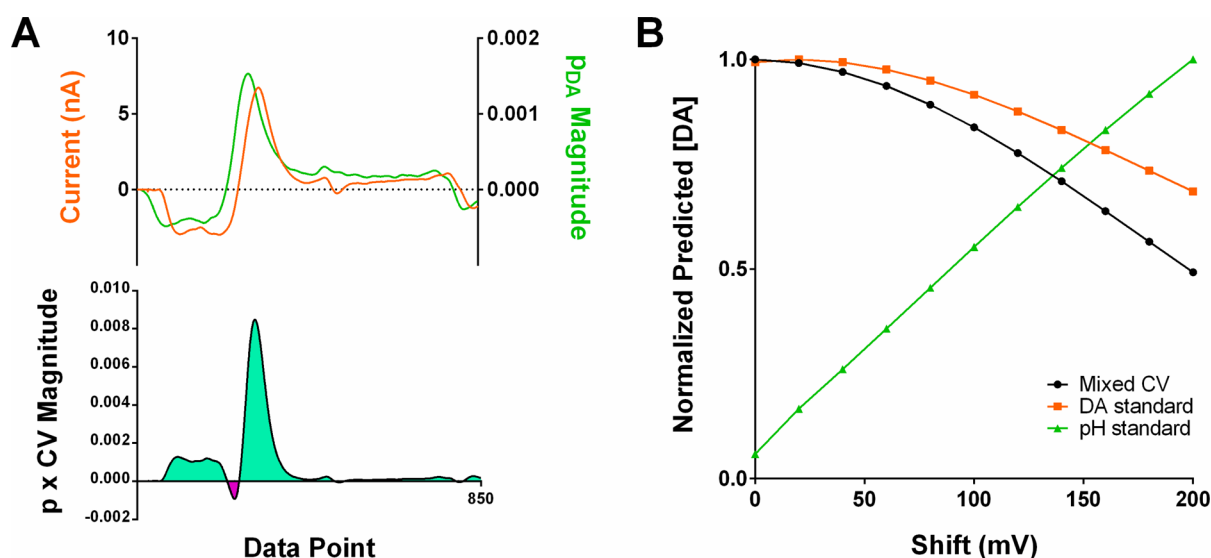 A
10
5
0
Current (nA)
0.002
0.001
0.000
pDA Magnitude
0.010
0.008
0.006
0.004
0.002
0.000
-0.002
p x CV Magnitude
850
Data Point
B
1.0
0.5
0.0
Normalized Predicted [DA]
Mixed CV
DA standard
pH standard
0
50
100
150
200
Shift (mV)